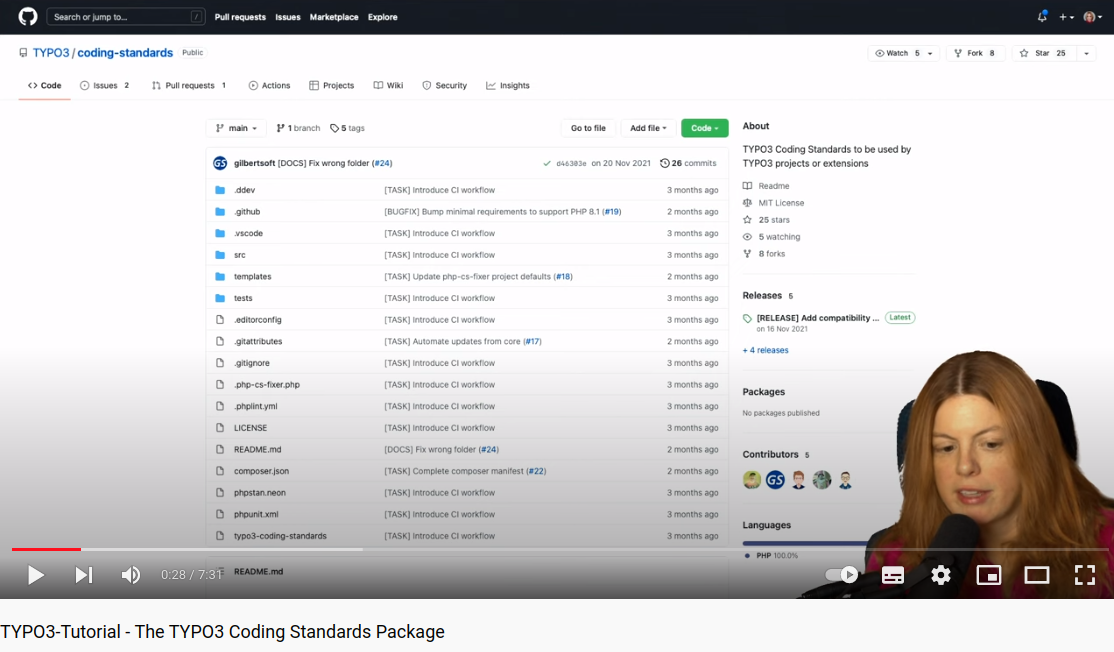 Search or jump to... / Pull requests Issues Marketplace Explore
TYPO3 / coding-standards Public Watch 5 Fork 8 Star 25
Code Issues 2 Pull requests 1 Actions Projects Wiki Security Insights
main 1 branch 5 tags Go to file Add file Code
About
TYPO3 Coding Standards to be used by
TYPO3 projects or extensions
Readme
MIT License
25 stars
5 watching
8 forks
Releases 5
[RELEASE] Add compatibility ... Latest
on 16 Nov 2021
+ 4 releases
Packages
No packages published
Contributors 5
GS
Languages
PHP 100.0%
GS gilbertsoft [DOCS] Fix wrong folder (#24) d46383e on 20 Nov 2021 26 commits
.ddev [TASK] Introduce CI workflow 3 months ago
.github [BUGFIX] Bump minimal requirements to support PHP 8.1 (#19) 2 months ago
.vscode [TASK] Introduce CI workflow 3 months ago
src [TASK] Introduce CI workflow 3 months ago
templates [TASK] Update php-cs-fixer project defaults (#18) 2 months ago
tests [TASK] Introduce CI workflow 3 months ago
.editorconfig [TASK] Introduce CI workflow 3 months ago
.gitattributes [TASK] Automate updates from core (#17) 2 months ago
.gitignore [TASK] Introduce CI workflow 3 months ago
.php-cs-fixer.php [TASK] Introduce CI workflow 3 months ago
.phplint.yml [TASK] Introduce CI workflow 3 months ago
LICENSE [TASK] Introduce CI workflow 3 months ago
README.md [DOCS] Fix wrong folder (#24) 2 months ago
composer.json [TASK] Complete composer manifest (#22) 2 months ago
phpstan.neon [TASK] Introduce CI workflow 3 months ago
phpunit.xml [TASK] Introduce CI workflow 3 months ago
typo3-coding-standards [TASK] Introduce CI workflow 3 months ago
README.md
0:28 / 7:31
TYPO3-Tutorial - The TYPO3 Coding Standards Package